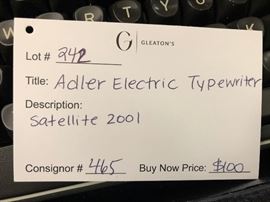 G | GLEATON'S
Lot # 242
Title: Adler Electric Typewriter
Description:
Satellite 2001
Consignor # 465 Buy Now Price: $100